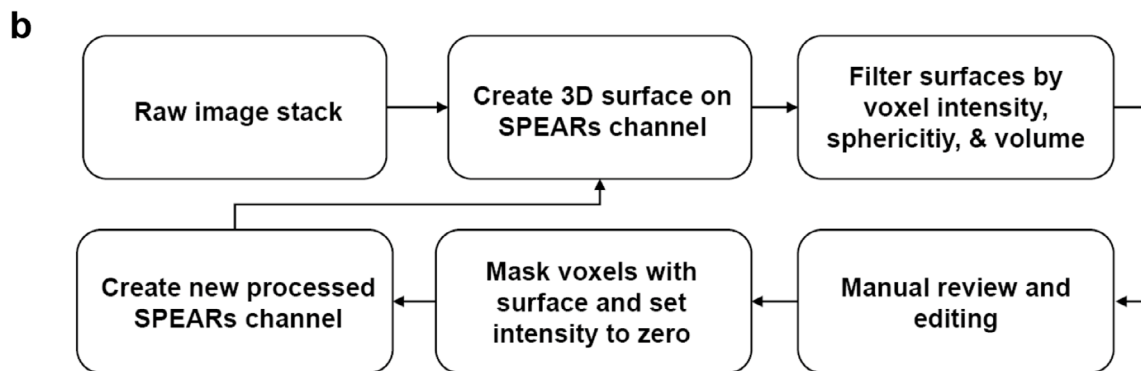 b
Raw image stack
Create 3D surface on
SPEARs channel
Filter surfaces by
voxel intensity,
sphericitiy, & volume
Manual review and
editing
Mask voxels with
surface and set
intensity to zero
Create new processed
SPEARs channel